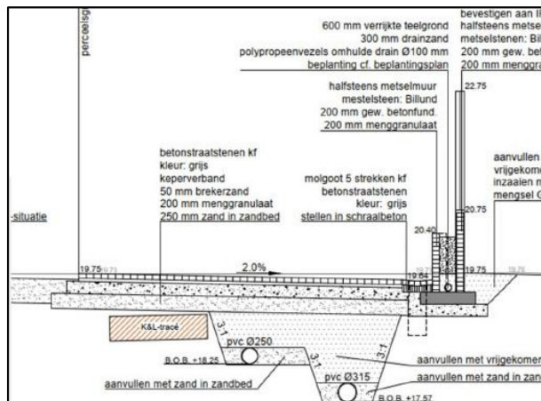 perceelsg
600 mm verrijkte teelgrond
300 mm drainzand
polypropeenvezels omhulde drain Ø100 mm
beplanting cf. beplantingsplan
bevestigen aan
halfsteens metsel
metselstenen: Bil
200 mm gew. bet
200 mm menggra
halfsteens metselmuur
mestelsteen: Billund
200 mm gew. betonfund.
200 mm menggranulaat
22.75
betonstraatstenen kf
kleur: grijs
keperverband
50 mm brekerzand
200 mm menggranulaat
250 mm zand in zandbed
molgoot 5 strekken kf
betonstraatstenen
kleur: grijs
stellen in schraalbeton
aanvullen
vrijgekome
inzaaien m
mengsel G
-situatie
20.40
20.75
19.75
2.0%
19.64
19.75
K&L-tracé
3:1
3:1
3:1
pvc Ø250
B.O.B. +18.25
aanvullen met zand in zandbed
pvc Ø315
B.O.B. +17.57
aanvullen met vrijgekomer
aanvullen met zand in zan